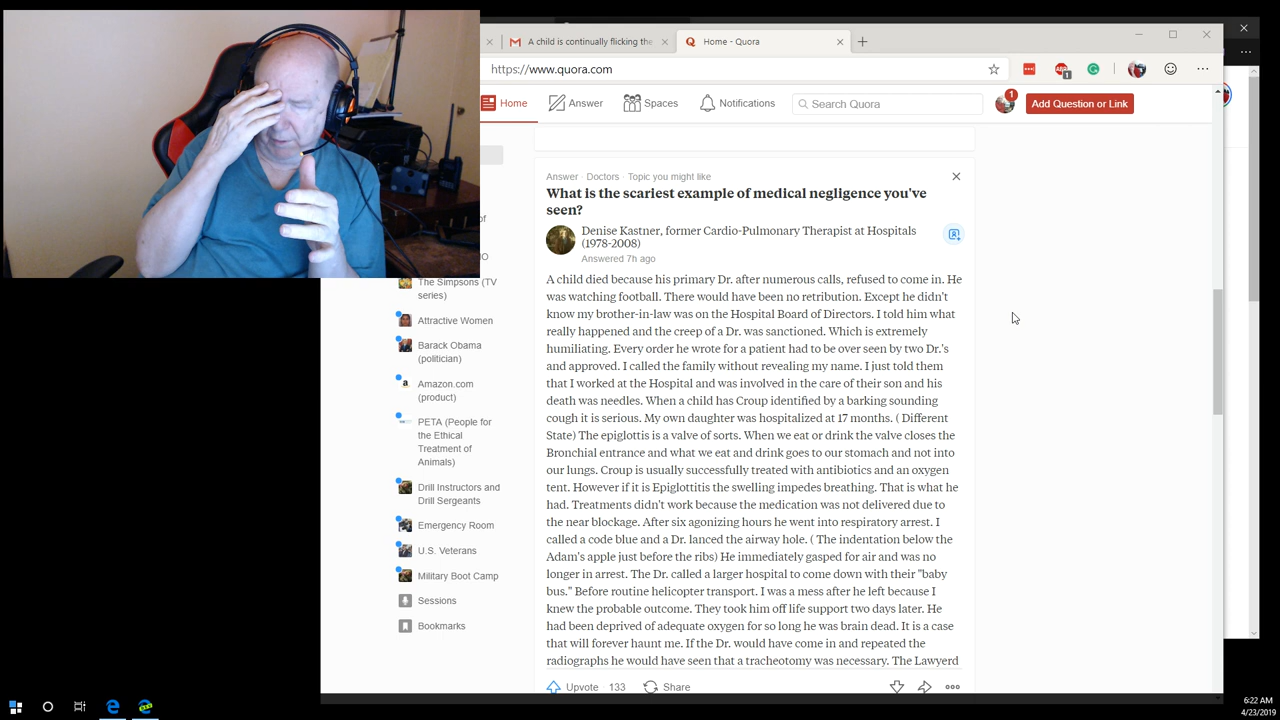 A child is continually flicking the
Home - Quora
https://www.quora.com
1
Home
Answer
Spaces
Notifications
Search Quora
1
Add Question or Link
Answer · Doctors · Topic you might like
What is the scariest example of medical negligence you've
seen?
Denise Kastner, former Cardio-Pulmonary Therapist at Hospitals
(1978-2008)
Answered 7h ago
A child died because his primary Dr. after numerous calls, refused to come in. He
was watching football. There would have been no retribution. Except he didn't
know my brother-in-law was on the Hospital Board of Directors. I told him what
really happened and the creep of a Dr. was sanctioned. Which is extremely
humiliating. Every order he wrote for a patient had to be over seen by two Dr.'s
and approved. I called the family without revealing my name. I just told them
that I worked at the Hospital and was involved in the care of their son and his
death was needles. When a child has Croup identified by a barking sounding
cough it is serious. My own daughter was hospitalized at 17 months. ( Different
State) The epiglottis is a valve of sorts. When we eat or drink the valve closes the
Bronchial entrance and what we eat and drink goes to our stomach and not into
our lungs. Croup is usually successfully treated with antibiotics and an oxygen
tent. However if it is Epiglottitis the swelling impedes breathing. That is what he
had. Treatments didn't work because the medication was not delivered due to
the near blockage. After six agonizing hours he went into respiratory arrest. I
called a code blue and a Dr. lanced the airway hole. ( The indentation below the
Adam's apple just before the ribs) He immediately gasped for air and was no
longer in arrest. The Dr. called a larger hospital to come down with their "baby
bus." Before routine helicopter transport. I was a mess after he left because I
knew the probable outcome. They took him off life support two days later. He
had been deprived of adequate oxygen for so long he was brain dead. It is a case
that will forever haunt me. If the Dr. would have come in and repeated the
radiographs he would have seen that a tracheotomy was necessary. The Lawyerd
Upvote 133
Share
of
O
The Simpsons (TV
series)
Attractive Women
Barack Obama
(politician)
Amazon.com
(product)
PETA (People for
the Ethical
Treatment of
Animals)
Drill Instructors and
Drill Sergeants
Emergency Room
U.S. Veterans
Military Boot Camp
Sessions
Bookmarks
6:22 AM
4/23/2019